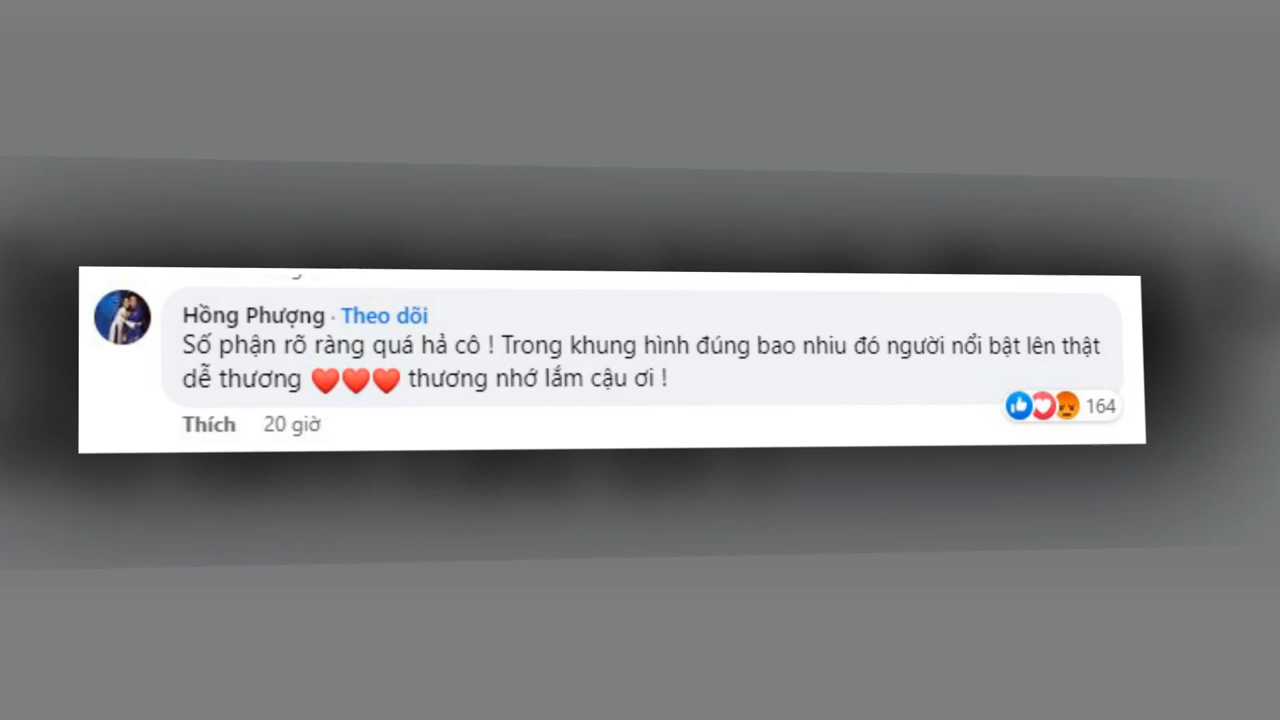 Hồng Phượng · Theo dõi
Số phận rõ ràng quá hả cô ! Trong khung hình đúng bao nhiu đó người nổi bật lên thật
dễ thương ❤️❤️❤️ thương nhớ lắm cậu ơi !
164
Thích 20 giờ